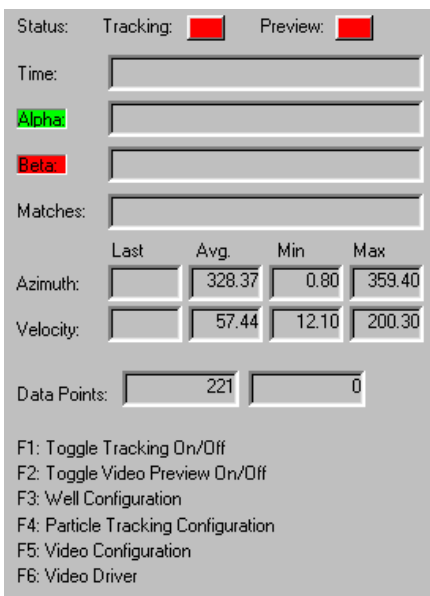 Status: Tracking: Preview:
Time:
Alpha:
Beta:
Matches:
Last Avg. Min Max
Azimuth: 328.37 0.80 359.40
Velocity: 57.44 12.10 200.30
Data Points: 221 0
F1: Toggle Tracking On/Off
F2: Toggle Video Preview On/Off
F3: Well Configuration
F4: Particle Tracking Configuration
F5: Video Configuration
F6: Video Driver